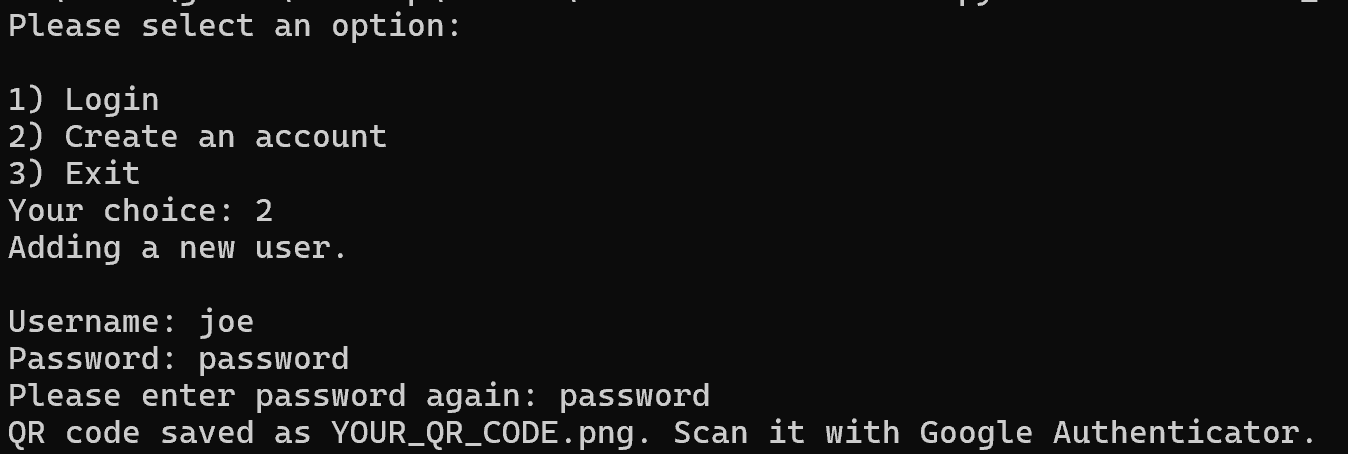 Please select an option:
1) Login
2) Create an account
3) Exit
Your choice: 2
Adding a new user.
Username: joe
Password: password
Please enter password again: password
QR code saved as YOUR_QR_CODE.png. Scan it with Google Authenticator.